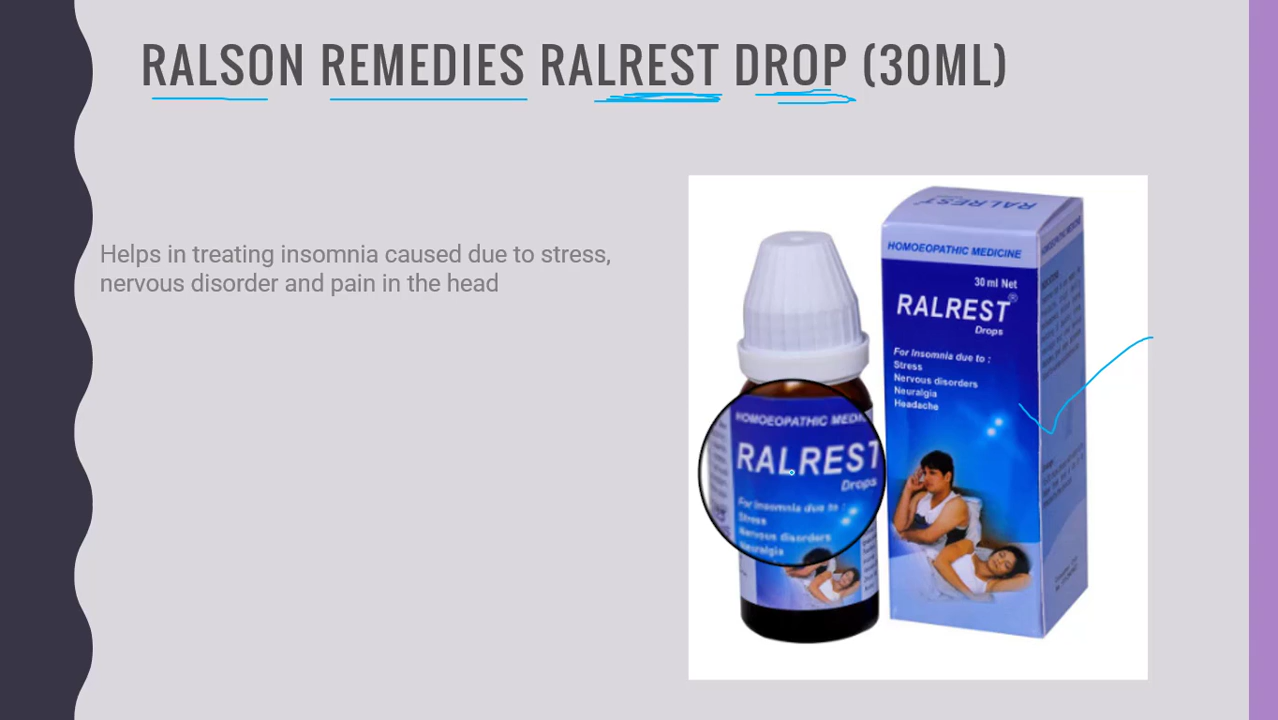 RALSON REMEDIES RALREST DROP (30ML)
Helps in treating insomnia caused due to stress,
nervous disorder and pain in the head
RALREST
HOMOEOPATHIC MEDICINE
30 ml Net
RALREST®
Drops
For Insomnia due to :
Stress
Nervous disorders
Neuralgia
Headache
HOMOEOPATHIC MEDI
RALREST
Drops
For Insomnia due to :
Stress
Nervous disorders
Neuralgia